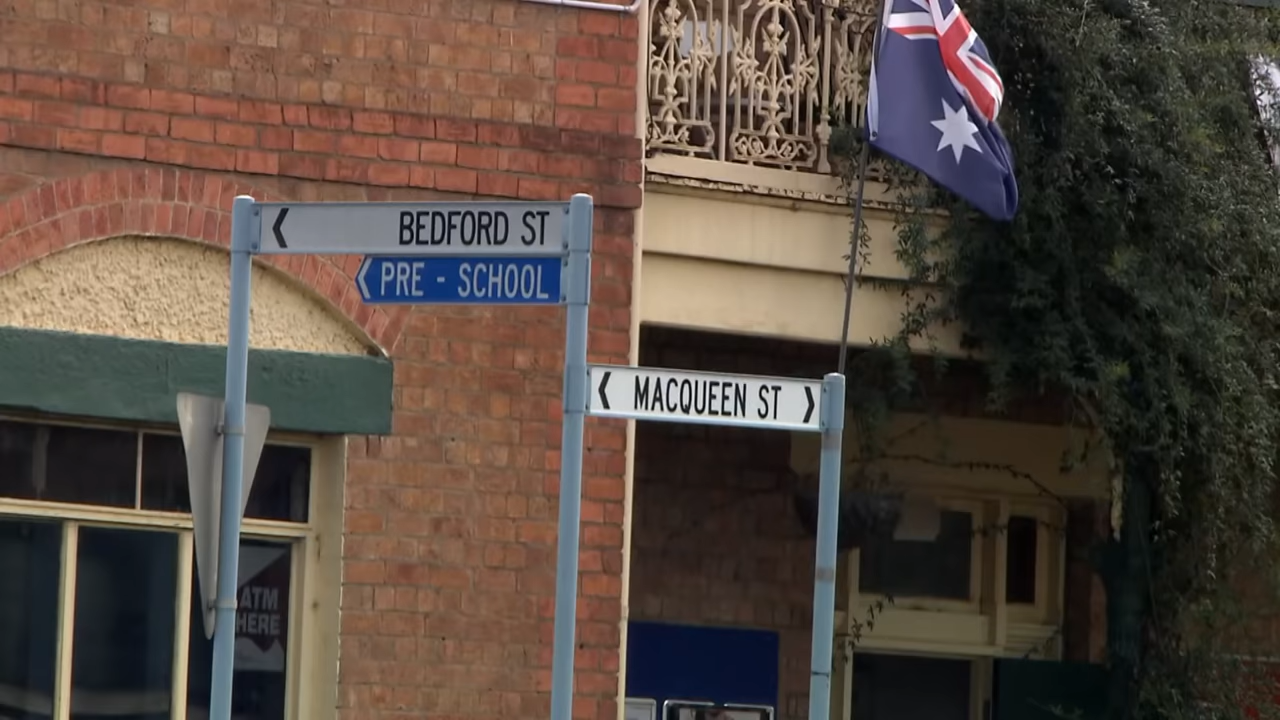 BEDFORD ST
PRE - SCHOOL
MACQUEEN ST
ATM
HERE